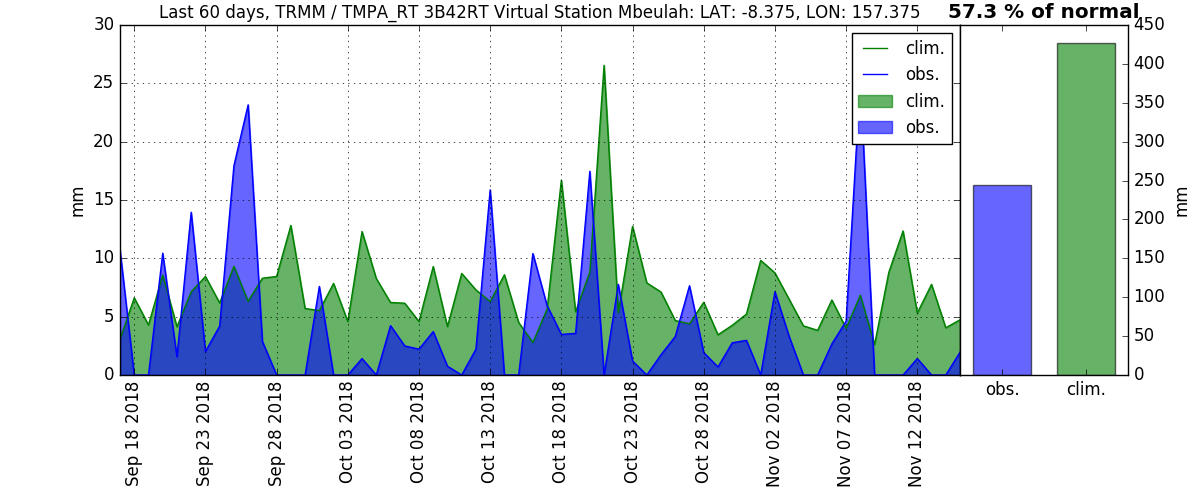 Last 60 days, TRMM / TMPA_RT 3B42RT Virtual Station Mbeulah: LAT: -8.375, LON: 157.375
57.3 % of normal
30
25
20
15
10
5
0
mm
clim.
obs.
clim.
obs.
450
400
350
300
250
200
150
100
50
0
mm
obs.
clim.
Sep 18 2018
Sep 23 2018
Sep 28 2018
Oct 03 2018
Oct 08 2018
Oct 13 2018
Oct 18 2018
Oct 23 2018
Oct 28 2018
Nov 02 2018
Nov 07 2018
Nov 12 2018